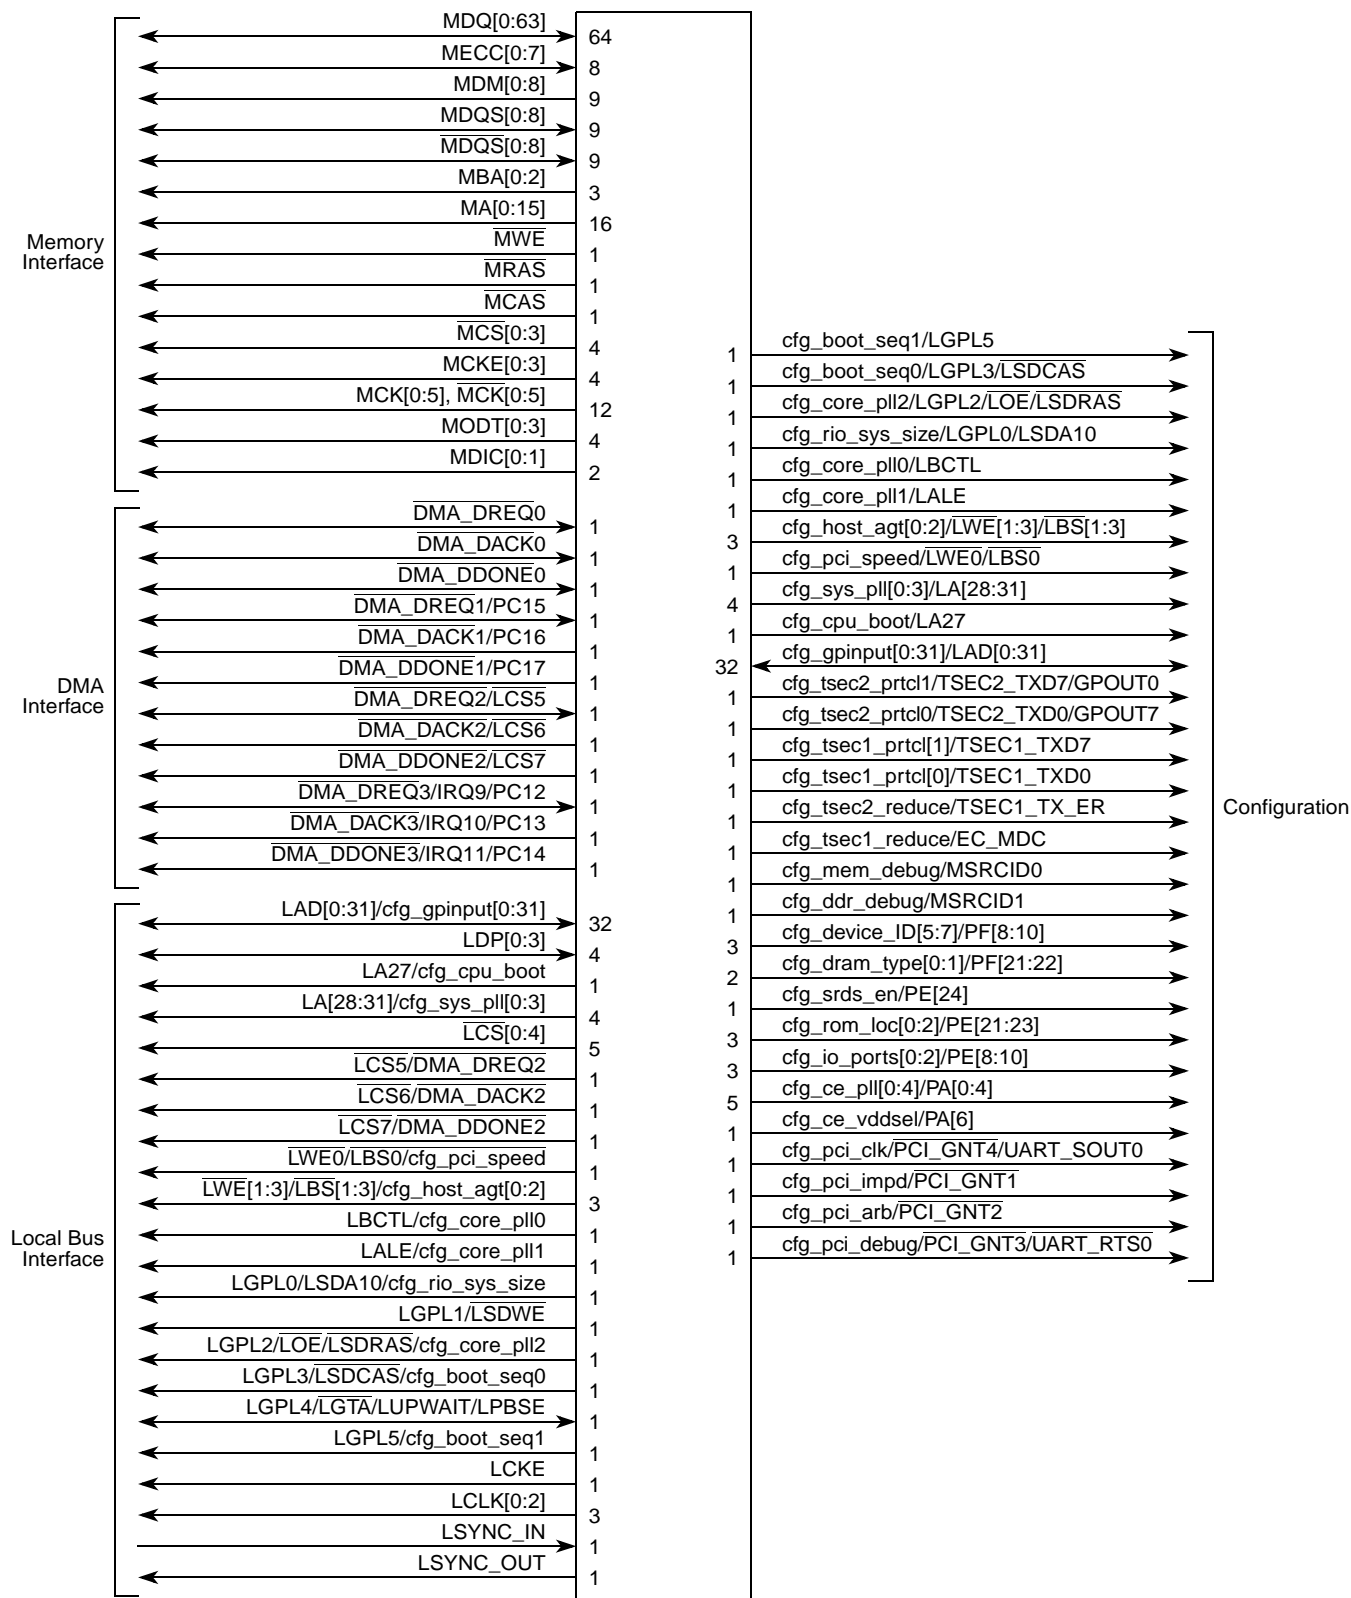 Memory
Interface
MDQ[0:63]
64
MECC[0:7]
8
MDM[0:8]
9
MDQS[0:8]
9
MDQS[0:8]
9
MBA[0:2]
3
MA[0:15]
16
MWE
1
MRAS
1
MCAS
1
MCS[0:3]
4
MCKE[0:3]
4
MCK[0:5], MCK[0:5]
12
MODT[0:3]
4
MDIC[0:1]
2
DMA
Interface
DMA_DREQ0
1
DMA_DACK0
1
DMA_DDONE0
1
DMA_DREQ1/PC15
1
DMA_DACK1/PC16
1
DMA_DDONE1/PC17
1
DMA_DREQ2/LCS5
1
DMA_DACK2/LCS6
1
DMA_DDONE2/LCS7
1
DMA_DREQ3/IRQ9/PC12
1
DMA_DACK3/IRQ10/PC13
1
DMA_DDONE3/IRQ11/PC14
1
Local Bus
Interface
LAD[0:31]/cfg_gpinput[0:31]
32
LDP[0:3]
4
LA27/cfg_cpu_boot
1
LA[28:31]/cfg_sys_pll[0:3]
4
LCS[0:4]
5
LCS5/DMA_DREQ2
1
LCS6/DMA_DACK2
1
LCS7/DMA_DDONE2
1
LWE0/LBS0/cfg_pci_speed
1
LWE[1:3]/LBS[1:3]/cfg_host_agt[0:2]
3
LBCTL/cfg_core_pll0
1
LALE/cfg_core_pll1
1
LGPL0/LSDA10/cfg_rio_sys_size
1
LGPL1/LSDWE
1
LGPL2/LOE/LSDRAS/cfg_core_pll2
1
LGPL3/LSDCAS/cfg_boot_seq0
1
LGPL4/LGTA/LUPWAIT/LPBSE
1
LGPL5/cfg_boot_seq1
1
LCKE
1
LCLK[0:2]
3
LSYNC_IN
1
LSYNC_OUT
1
cfg_boot_seq1/LGPL5
1
cfg_boot_seq0/LGPL3/LSDCAS
1
cfg_core_pll2/LGPL2/LOE/LSDRAS
1
cfg_rio_sys_size/LGPL0/LSDA10
1
cfg_core_pll0/LBCTL
1
cfg_core_pll1/LALE
1
cfg_host_agt[0:2]/LWE[1:3]/LBS[1:3]
3
cfg_pci_speed/LWE0/LBS0
1
cfg_sys_pll[0:3]/LA[28:31]
4
cfg_cpu_boot/LA27
1
cfg_gpinput[0:31]/LAD[0:31]
32
cfg_tsec2_prtcl1/TSEC2_TXD7/GPOUT0
1
cfg_tsec2_prtcl0/TSEC2_TXD0/GPOUT7
1
cfg_tsec1_prtcl[1]/TSEC1_TXD7
1
cfg_tsec1_prtcl[0]/TSEC1_TXD0
1
cfg_tsec2_reduce/TSEC1_TX_ER
1
cfg_tsec1_reduce/EC_MDC
1
cfg_mem_debug/MSRCID0
1
cfg_ddr_debug/MSRCID1
1
cfg_device_ID[5:7]/PF[8:10]
3
cfg_dram_type[0:1]/PF[21:22]
2
cfg_srds_en/PE[24]
1
cfg_rom_loc[0:2]/PE[21:23]
3
cfg_io_ports[0:2]/PE[8:10]
3
cfg_ce_pll[0:4]/PA[0:4]
5
cfg_ce_vddsel/PA[6]
1
cfg_pci_clk/PCI_GNT4/UART_SOUT0
1
cfg_pci_impd/PCI_GNT1
1
cfg_pci_arb/PCI_GNT2
1
cfg_pci_debug/PCI_GNT3/UART_RTS0
1
Configuration